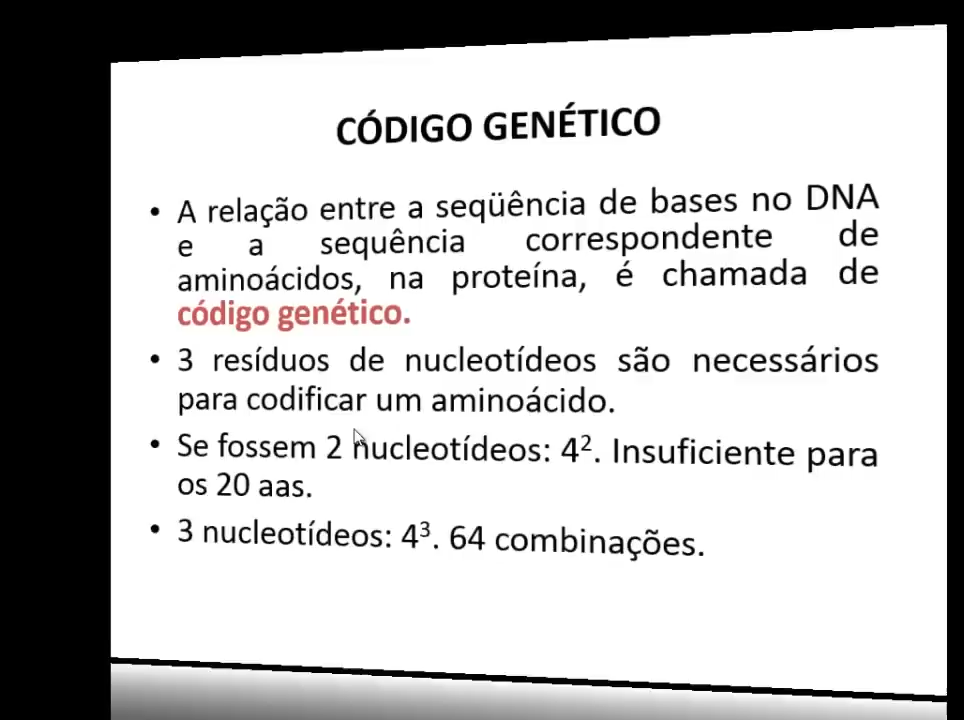 CÓDIGO GENÉTICO
• A relação entre a seqüência de bases no DNA
e a sequência correspondente de
aminoácidos, na proteína, é chamada de
código genético.
• 3 resíduos de nucleotídeos são necessários
para codificar um aminoácido.
• Se fossem 2 nucleotídeos: 4². Insuficiente para
os 20 aas.
• 3 nucleotídeos: 4³. 64 combinações.